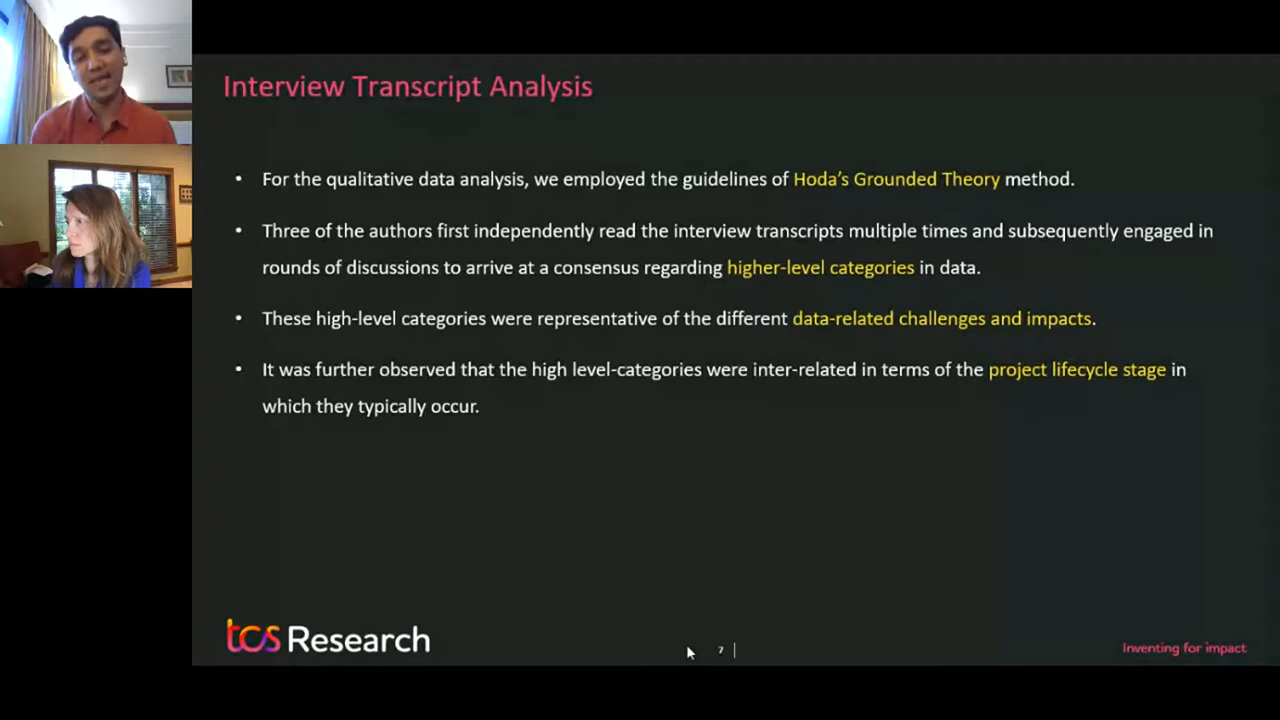 Interview Transcript Analysis
• For the qualitative data analysis, we employed the guidelines of Hoda's Grounded Theory method.
• Three of the authors first independently read the interview transcripts multiple times and subsequently engaged in
rounds of discussions to arrive at a consensus regarding higher-level categories in data.
• These high-level categories were representative of the different data-related challenges and impacts.
• It was further observed that the high level-categories were inter-related in terms of the project lifecycle stage in
which they typically occur.
tcs Research
7
Inventing for impact